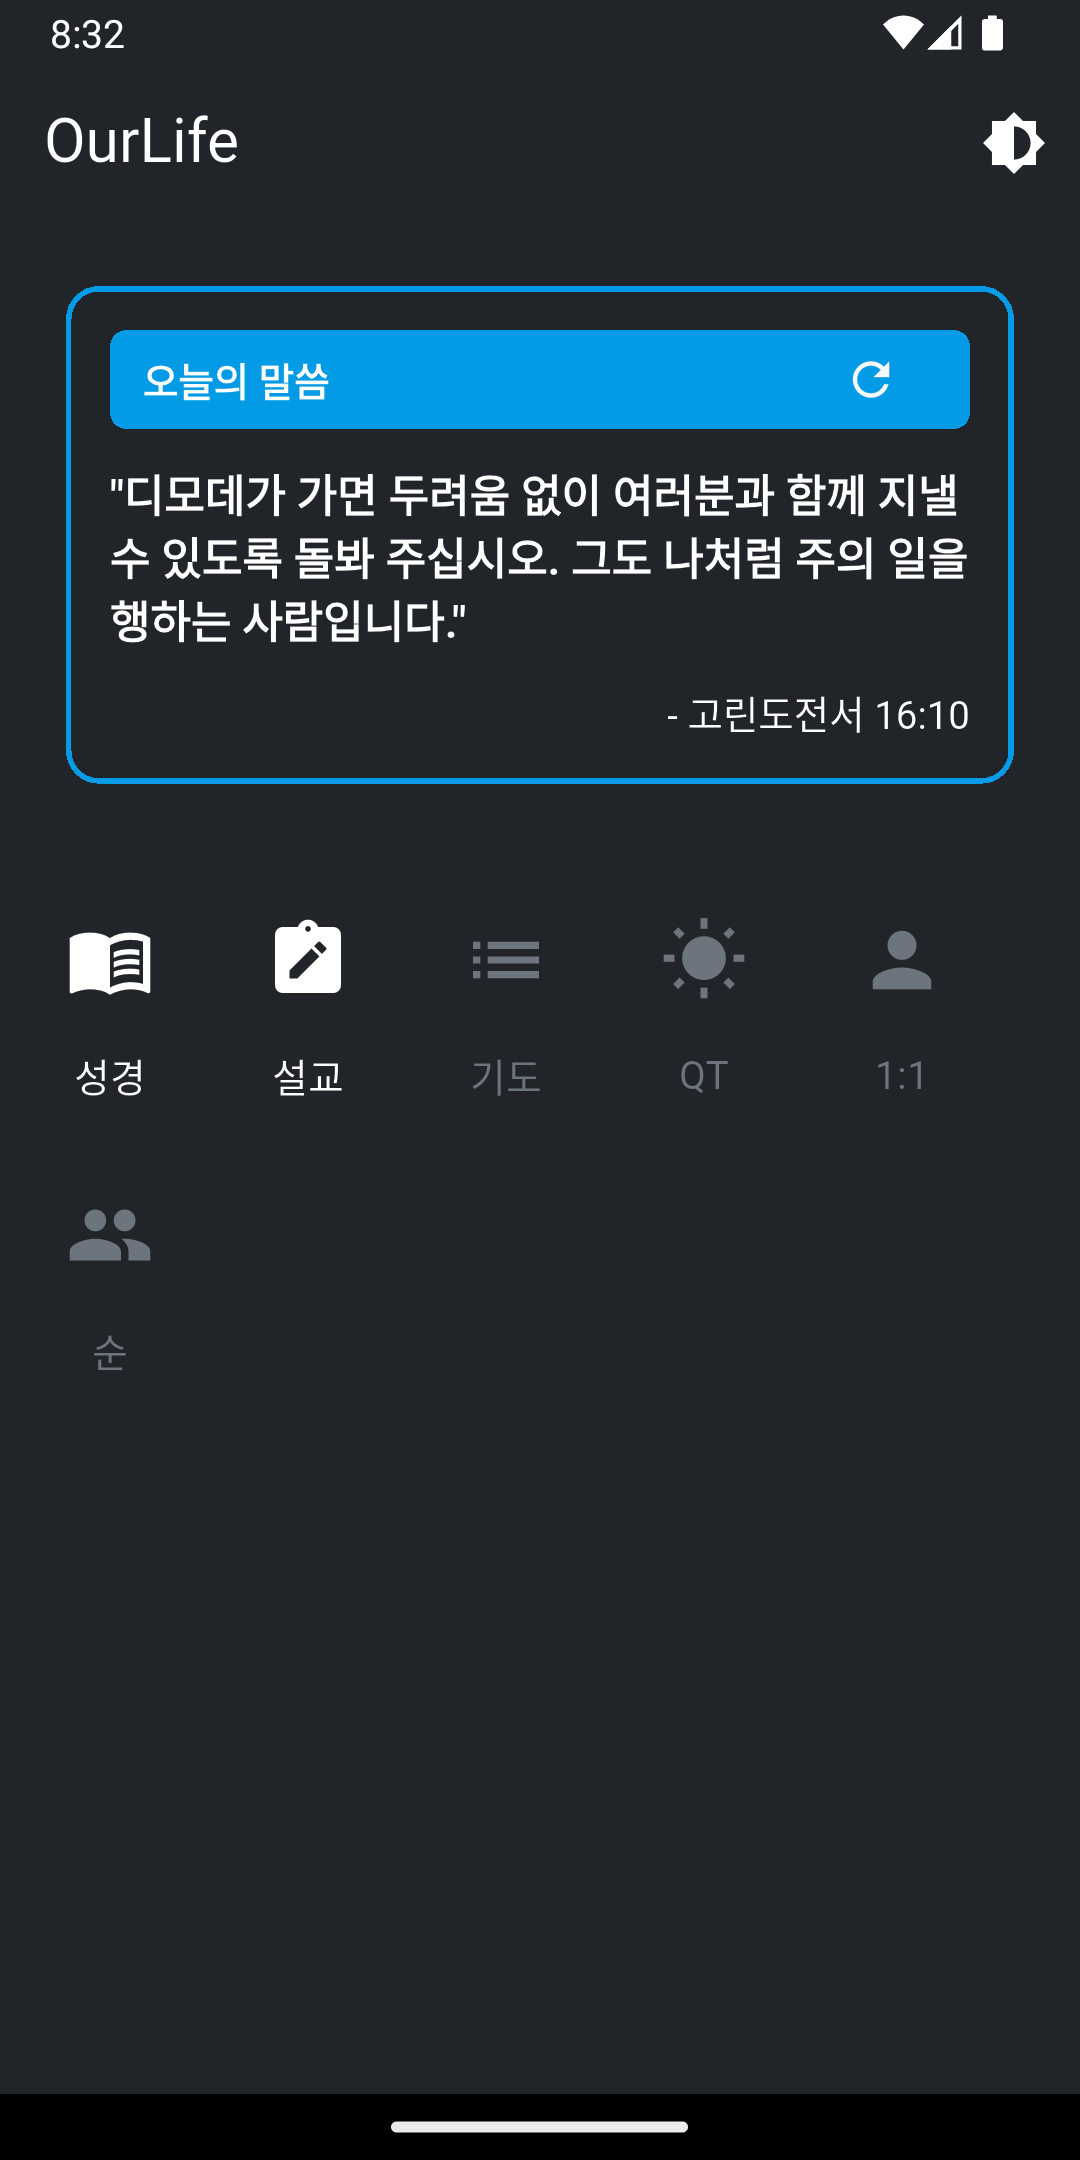 8:32
OurLife
오늘의 말씀
"디모데가 가면 두려움 없이 여러분과 함께 지낼
수 있도록 돌봐 주십시오. 그도 나처럼 주의 일을
행하는 사람입니다."
- 고린도전서 16:10
성경 설교 기도 QT 1:1
순